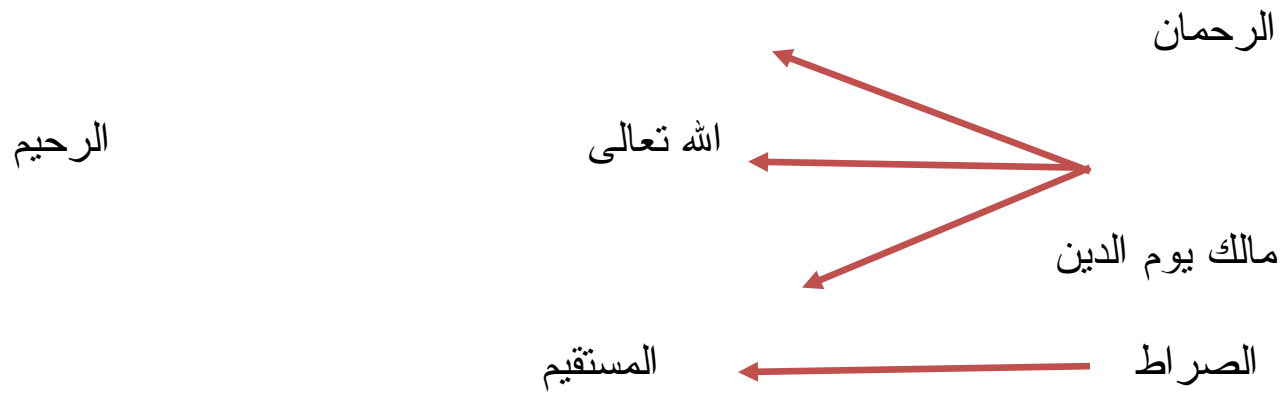 الرحمان
الله تعالى الرحيم
مالك يوم الدين
الصراط المستقيم